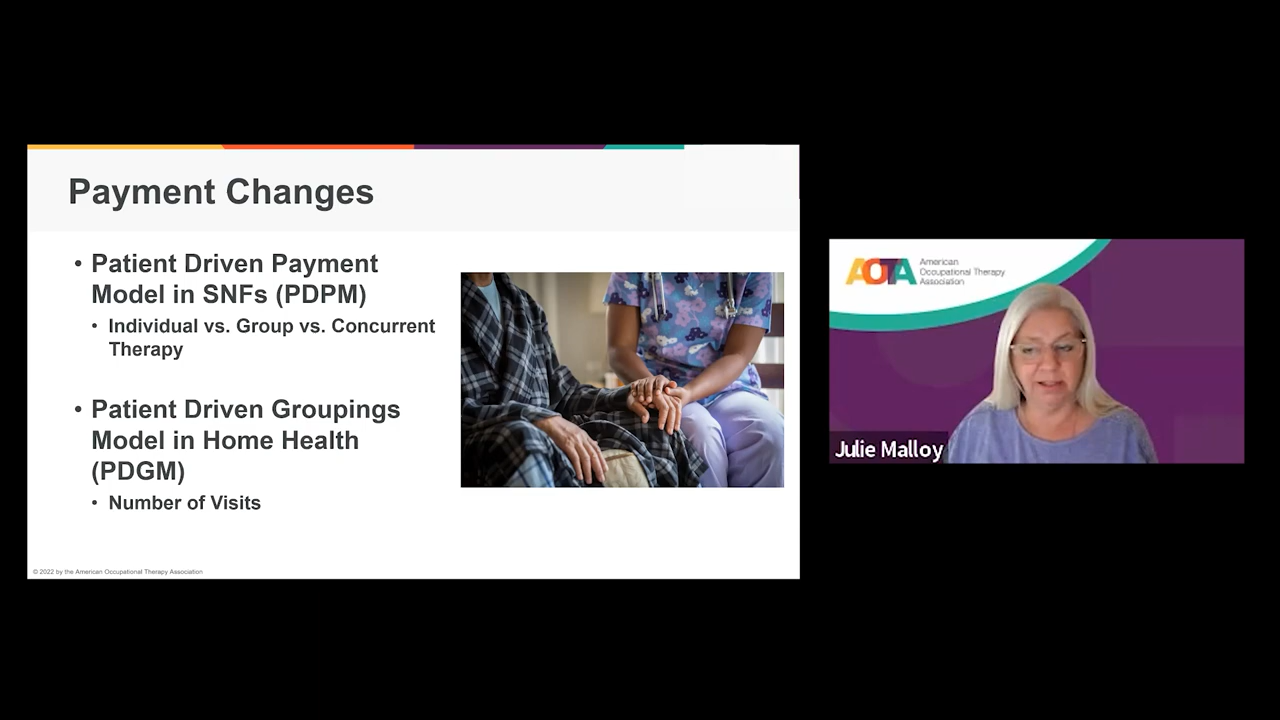 Payment Changes
• Patient Driven Payment
Model in SNFs (PDPM)
• Individual vs. Group vs. Concurrent
Therapy
• Patient Driven Groupings
Model in Home Health
(PDGM)
• Number of Visits
© 2022 by the American Occupational Therapy Association
AOTA
American
Occupational Therapy
Association
Julie Malloy